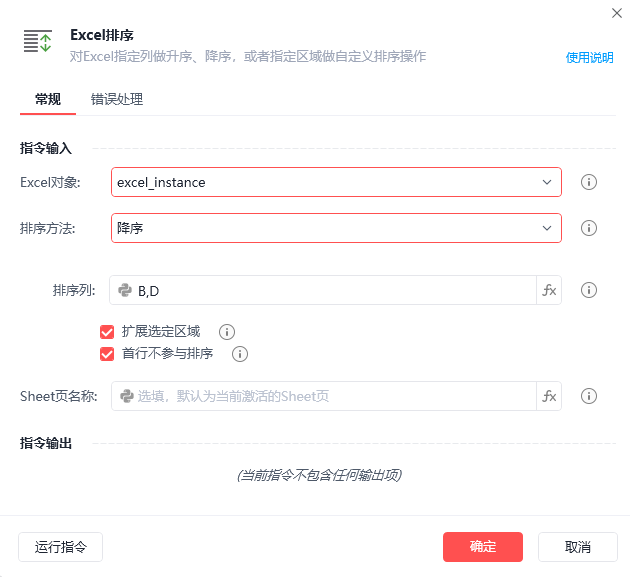 Excel排序
对Excel指定列做升序、降序，或者指定区域做自定义排序操作
使用说明
常规 错误处理
指令输入
Excel对象: excel_instance
排序方法: 降序
排序列: B,D fx
扩展选定区域
首行不参与排序
Sheet页名称: 选填，默认为当前激活的Sheet页 fx
指令输出
(当前指令不包含任何输出项)
运行指令 确定 取消